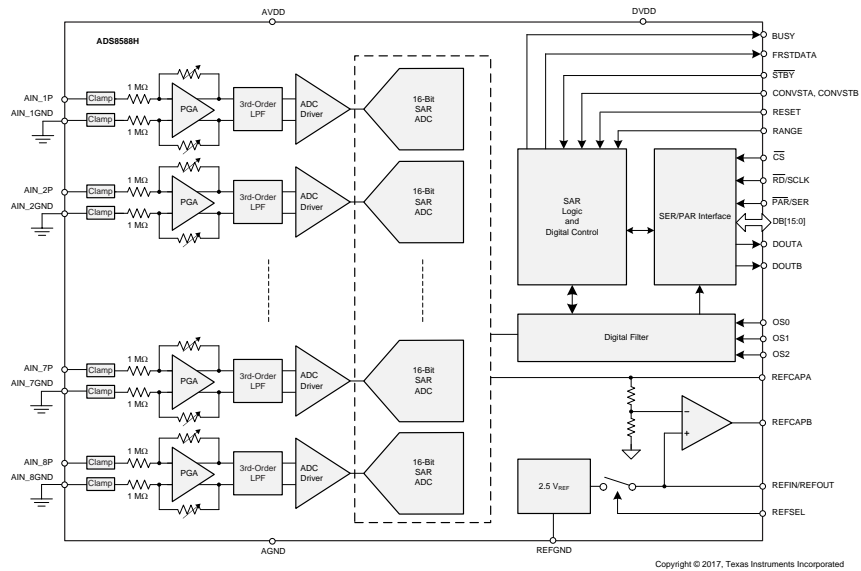 AVDD
DVDD
ADS8588H
AIN_1P
AIN_1GND
Clamp
Clamp
1 MΩ
1 MΩ
PGA
3rd-Order
LPF
ADC
Driver
16-Bit
SAR
ADC
AIN_2P
AIN_2GND
Clamp
Clamp
1 MΩ
1 MΩ
PGA
3rd-Order
LPF
ADC
Driver
16-Bit
SAR
ADC
AIN_7P
AIN_7GND
Clamp
Clamp
1 MΩ
1 MΩ
PGA
3rd-Order
LPF
ADC
Driver
16-Bit
SAR
ADC
AIN_8P
AIN_8GND
Clamp
Clamp
1 MΩ
1 MΩ
PGA
3rd-Order
LPF
ADC
Driver
16-Bit
SAR
ADC
SAR
Logic
and
Digital Control
SER/PAR Interface
Digital Filter
2.5 VREF
BUSY
FRSTDATA
STBY
CONVSTA, CONVSTB
RESET
RANGE
CS
RD/SCLK
PAR/SER
DB[15:0]
DOUTA
DOUTB
OS0
OS1
OS2
REFCAPA
−
+
REFCAPB
REFIN/REFOUT
REFSEL
AGND
REFGND
Copyright © 2017, Texas Instruments Incorporated